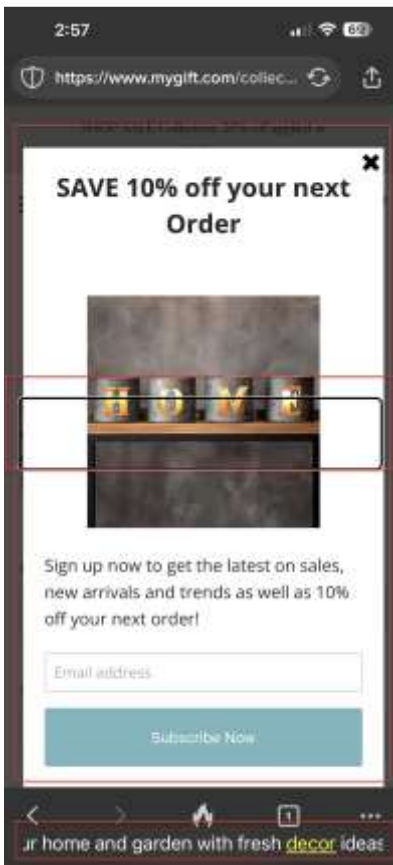 2:57
69
https://www.mygift.com/collec...
SAVE 10% off your next
Order
HOME
Sign up now to get the latest on sales,
new arrivals and trends as well as 10%
off your next order!
Email address
Subscribe Now
1
ur home and garden with fresh decor ideas